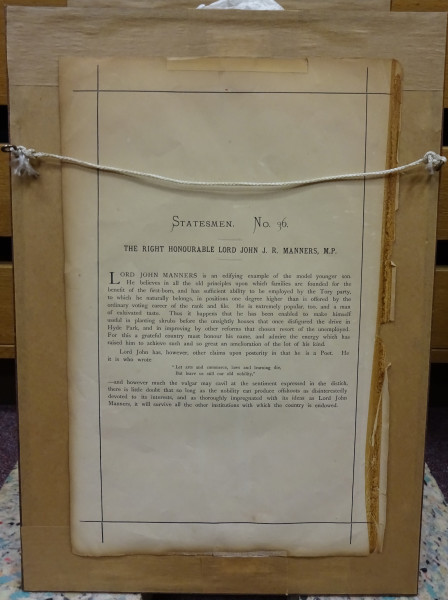 STATESMEN. No. 36.
THE RIGHT HONOURABLE LORD JOHN J. R. MANNERS, M.P.
LORD JOHN MANNERS is an edifying example of the model younger son.
He believes in all the old principles upon which families are founded for the
benefit of the first-born, and has sufficient ability to be employed by the Tory party,
to which he naturally belongs, in positions one degree higher than is offered by the
ordinary voting career of the rank and file. He is extremely popular, too, and a man
of cultivated taste. Thus it happens that he has been enabled to make himself
useful in planting shrubs before the unsightly houses that once disfigured the drive in
Hyde Park, and in improving by other reforms that chosen resort of the unemployed.
For this a grateful country must honour his name, and admire the energy which has
raised him to achieve such and so great an amelioration of the lot of his kind.
Lord John has, however, other claims upon posterity in that he is a Poet. He
it is who wrote
"Let arts and commerce, laws and learning die,
But leave us still our old nobility,"
—and however much the vulgar may cavil at the sentiment expressed in the distich,
there is little doubt that so long as the nobility can produce offshoots as disinterestedly
devoted to its interests, and as thoroughly impregnated with its ideas as Lord John
Manners, it will survive all the other institutions with which the country is endowed.